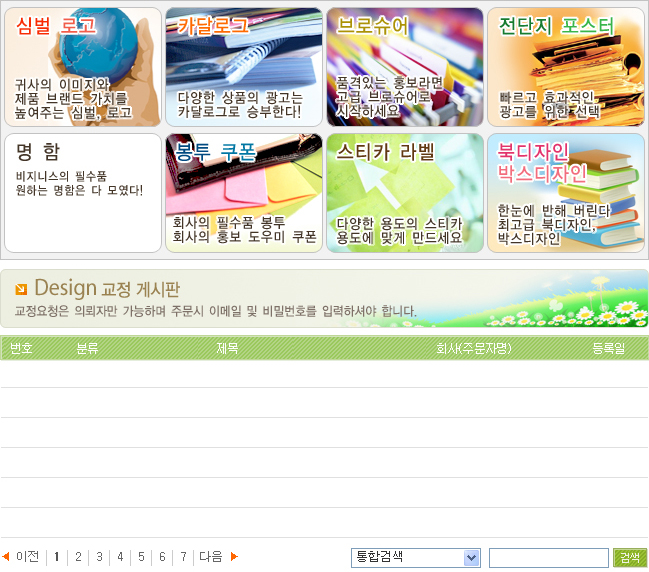 심벌 로고
귀사의 이미지와
제품 브랜드 가치를
높여주는 심벌, 로고
카달로그
다양한 상품의 광고는
카달로그로 승부한다!
브로슈어
품격있는 홍보라면
고급 브로슈어로
시작하세요
전단지 포스터
빠르고 효과적인
광고를 위한 선택
명 함
비지니스의 필수품
원하는 명함은 다 모였다!
봉투 쿠폰
회사의 필수품 봉투
회사의 홍보 도우미 쿠폰
스티카 라벨
다양한 용도의 스티카
용도에 맞게 만드세요
북디자인
박스디자인
한눈에 반해 버린다
최고급 북디자인,
박스디자인
Design 교정 게시판
교정요청은 의뢰자만 가능하며 주문시 이메일 및 비밀번호를 입력하셔야 합니다.
번호 분류 제목 회사(주문자명) 등록일
이전 1 2 3 4 5 6 7 다음 통합검색 검색